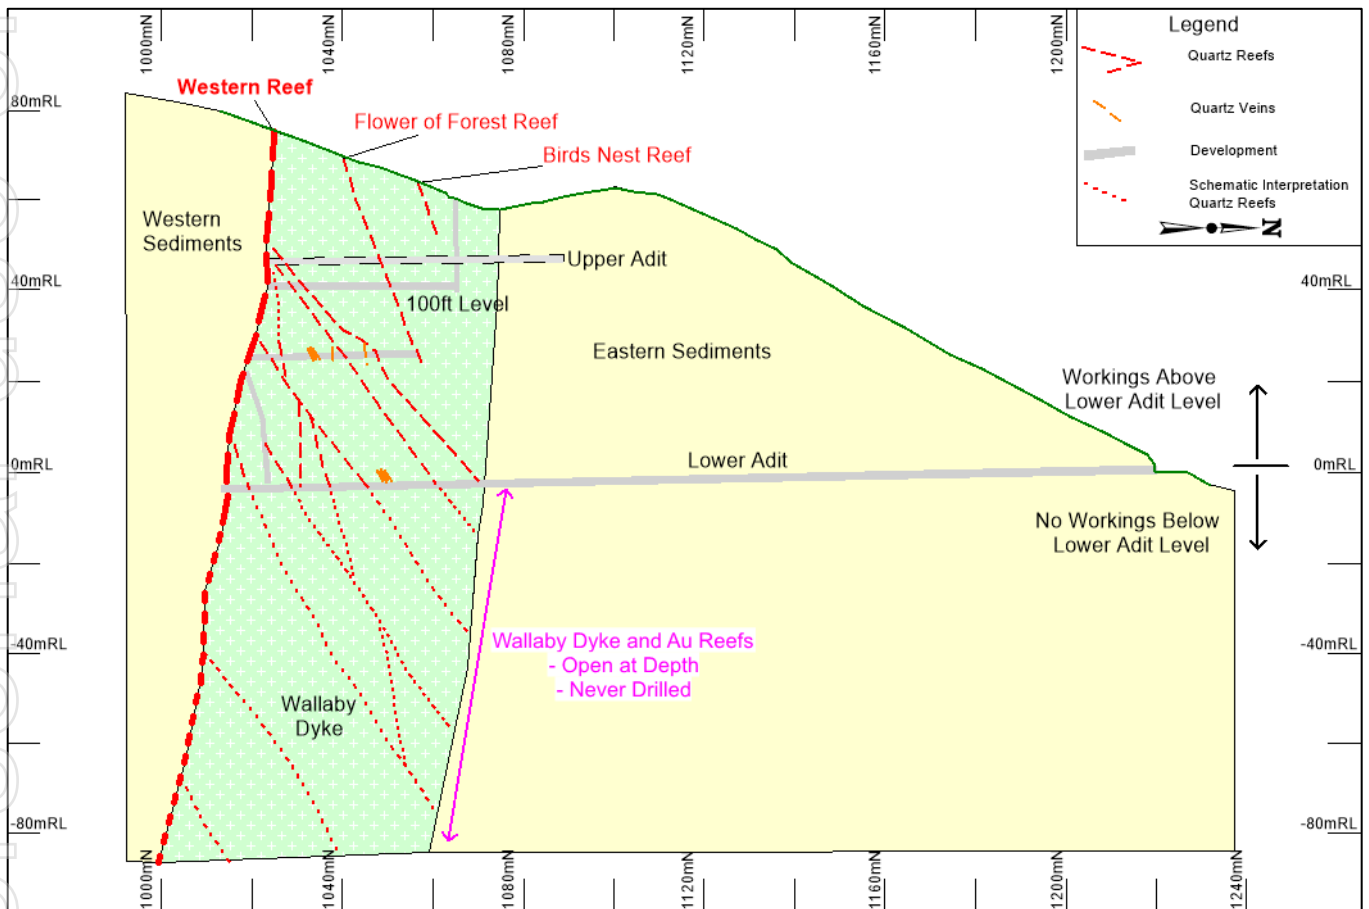 1000mN
1040mN
1080mN
1120mN
1160mN
1200mN
Legend
Quartz Reefs
Quartz Veins
Development
Schematic Interpretation
Quartz Reefs
N
80mRL
Western Reef
Flower of Forest Reef
Birds Nest Reef
Western
Sediments
Upper Adit
40mRL
40mRL
100ft Level
Eastern Sediments
Workings Above
Lower Adit Level
0mRL
Lower Adit
0mRL
No Workings Below
Lower Adit Level
-40mRL
Wallaby Dyke and Au Reefs
- Open at Depth
- Never Drilled
-40mRL
Wallaby
Dyke
-80mRL
-80mRL
1000mN
1040mN
1080mN
1120mN
1160mN
1200mN
1240mN